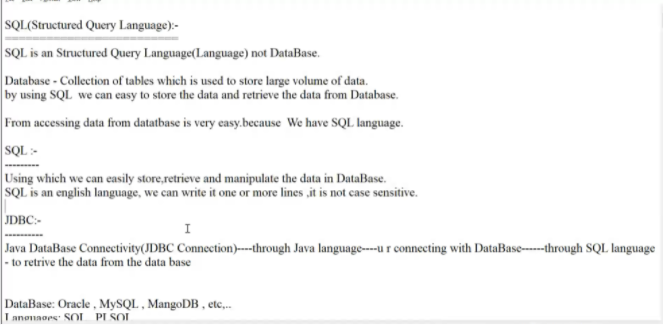 SQL(Structured Query Language):-
SQL is an Structured Query Language(Language) not DataBase.
Database - Collection of tables which is used to store large volume of data.
by using SQL we can easy to store the data and retrieve the data from Database.
From accessing data from datatbase is very easy.because We have SQL language.
SQL :-
---------
Using which we can easily store,retrieve and manipulate the data in DataBase.
SQL is an english language, we can write it one or more lines ,it is not case sensitive.
JDBC:-
----------
Java DataBase Connectivity(JDBC Connection)----through Java language----u r connecting with DataBase------through SQL language
- to retrive the data from the data base
DataBase: Oracle , MySQL , MangoDB , etc,..
Languages: SQL , PLSQL